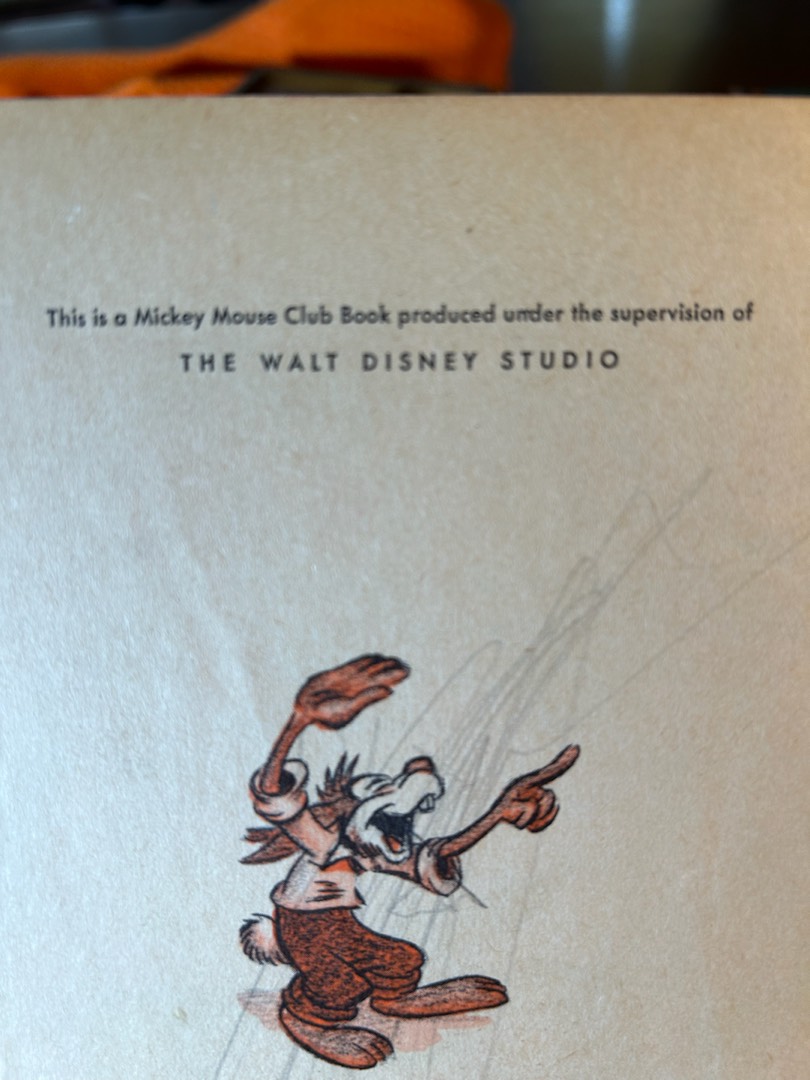 This is a Mickey Mouse Club Book produced under the supervision of
THE WALT DISNEY STUDIO